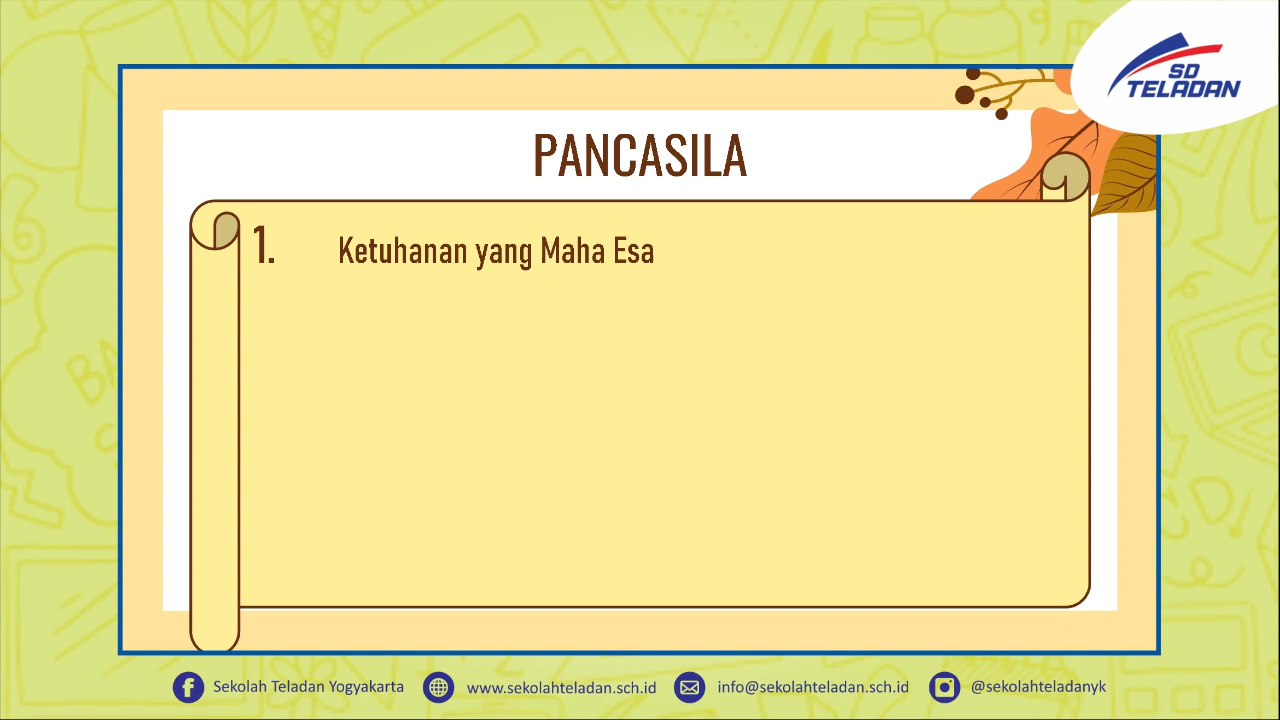 SD
TELADAN
PANCASILA
1. Ketuhanan yang Maha Esa
Sekolah Teladan Yogyakarta www.sekolahteladan.sch.id info@sekolahteladan.sch.id @sekolahteladanyk